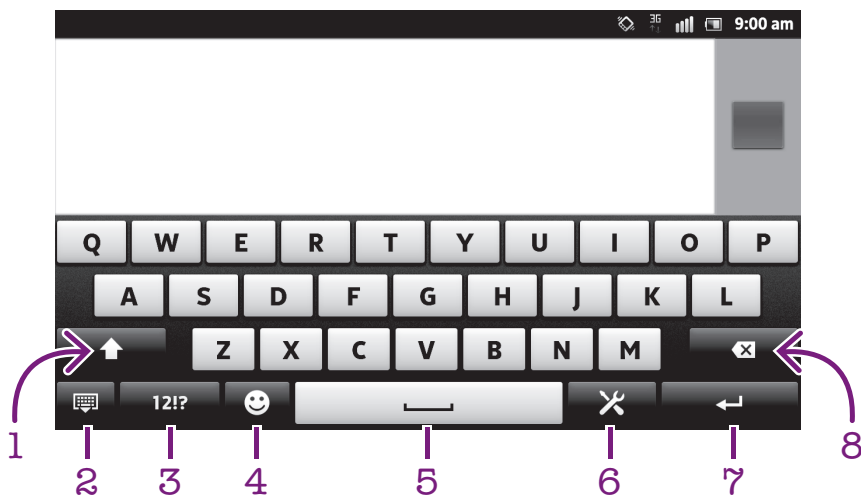 3G 9:00 am
Q W E R T Y U I O P
A S D F G H J K L
Z X C V B N M
12!?
1 8
2 3 4 5 6 7